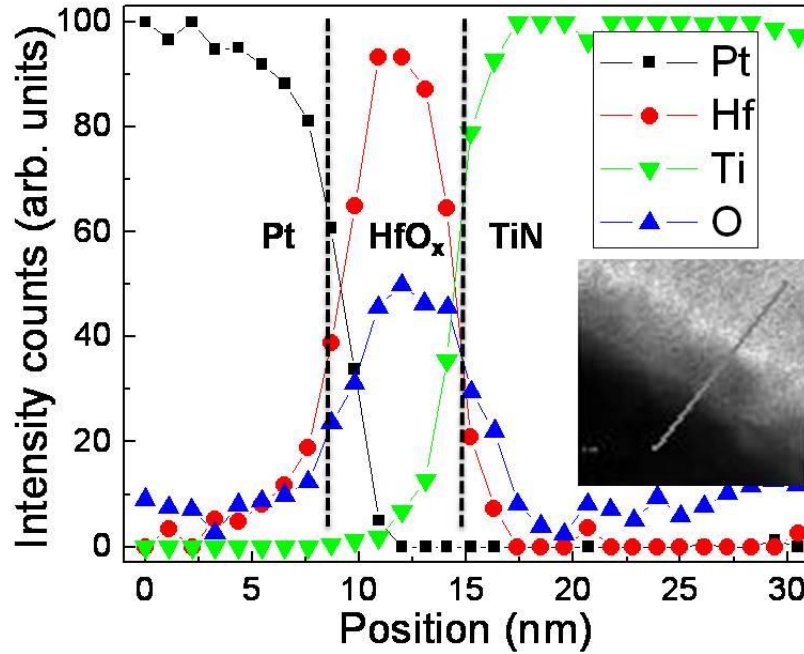 Intensity counts (arb. units)
100
80
60
40
20
0
Pt
HfOₓ
TiN
Pt
Hf
Ti
O
0 5 10 15 20 25 30
Position (nm)